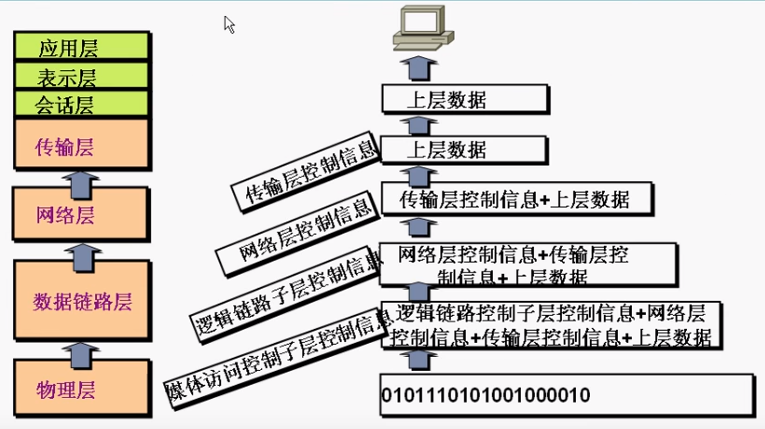 应用层
表示层
会话层
传输层
网络层
数据链路层
物理层
上层数据
上层数据
传输层控制信息
传输层控制信息+上层数据
网络层控制信息
网络层控制信息+传输层控
制信息+上层数据
逻辑链路子层控制信息
逻辑链路控制子层控制信息+网络层
控制信息+传输层控制信息+上层数据
媒体访问控制子层控制信息
0101110101001000010